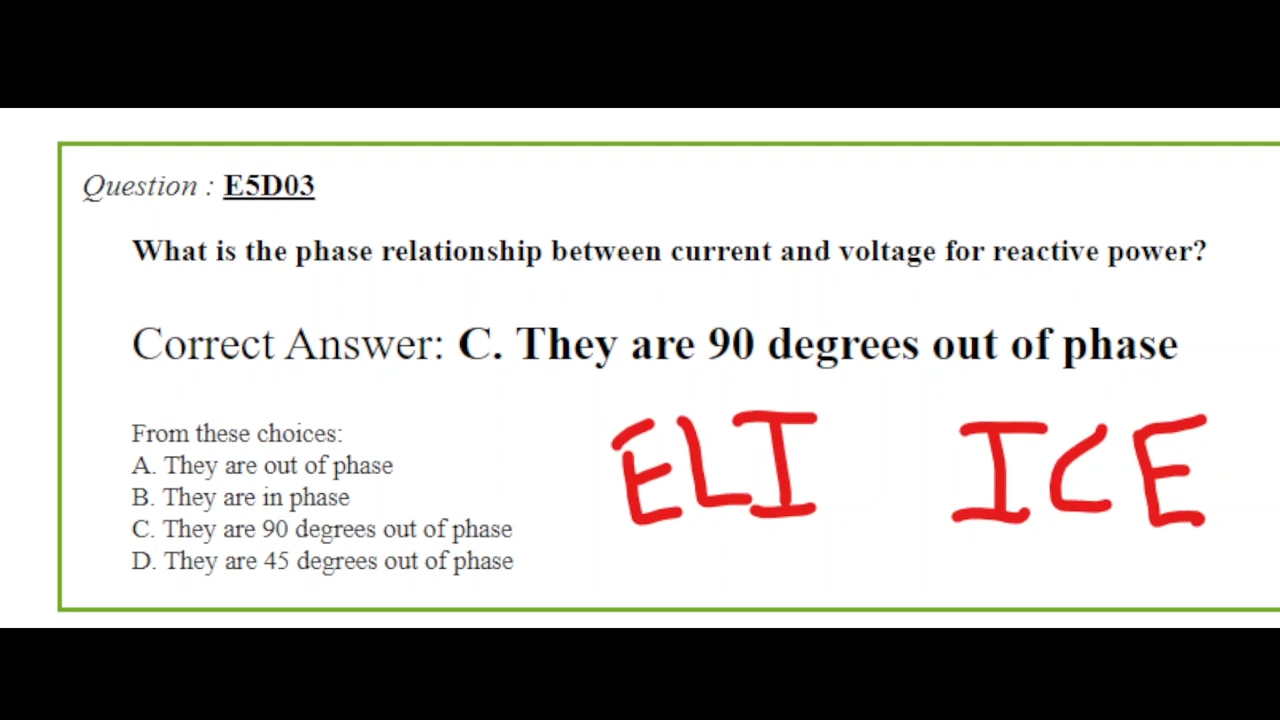 Question : E5D03
What is the phase relationship between current and voltage for reactive power?
Correct Answer: C. They are 90 degrees out of phase
From these choices:
A. They are out of phase
B. They are in phase
C. They are 90 degrees out of phase
D. They are 45 degrees out of phase
ELI ICE